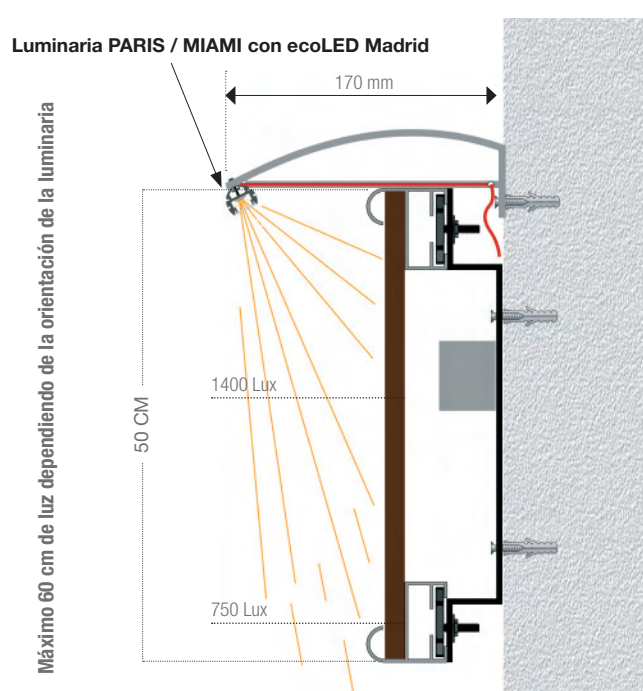 Luminaria PARIS / MIAMI con ecoLED Madrid
170 mm
Máximo 60 cm de luz dependiendo de la orientación de la luminaria
1400 Lux
50 CM
750 Lux